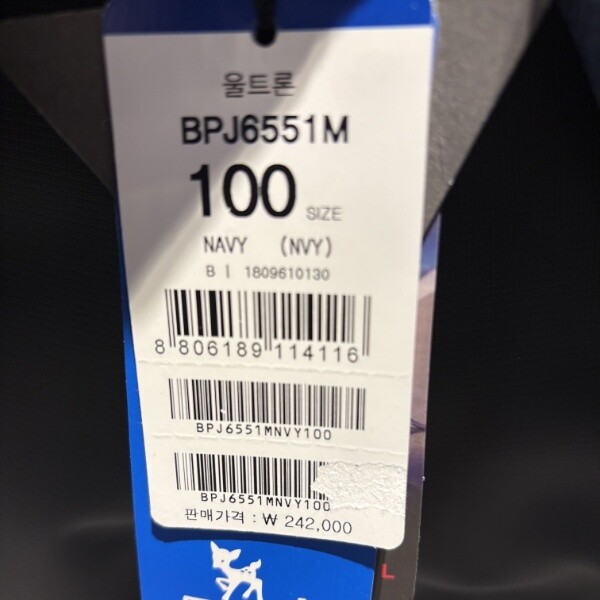 울트론
BPJ6551M
100 SIZE
NAVY (NVY)
B I 1809610130
8 806189 114116
BPJ6551MNVY100
BPJ6551MNVY100
판매가격 : ₩ 242,000
L